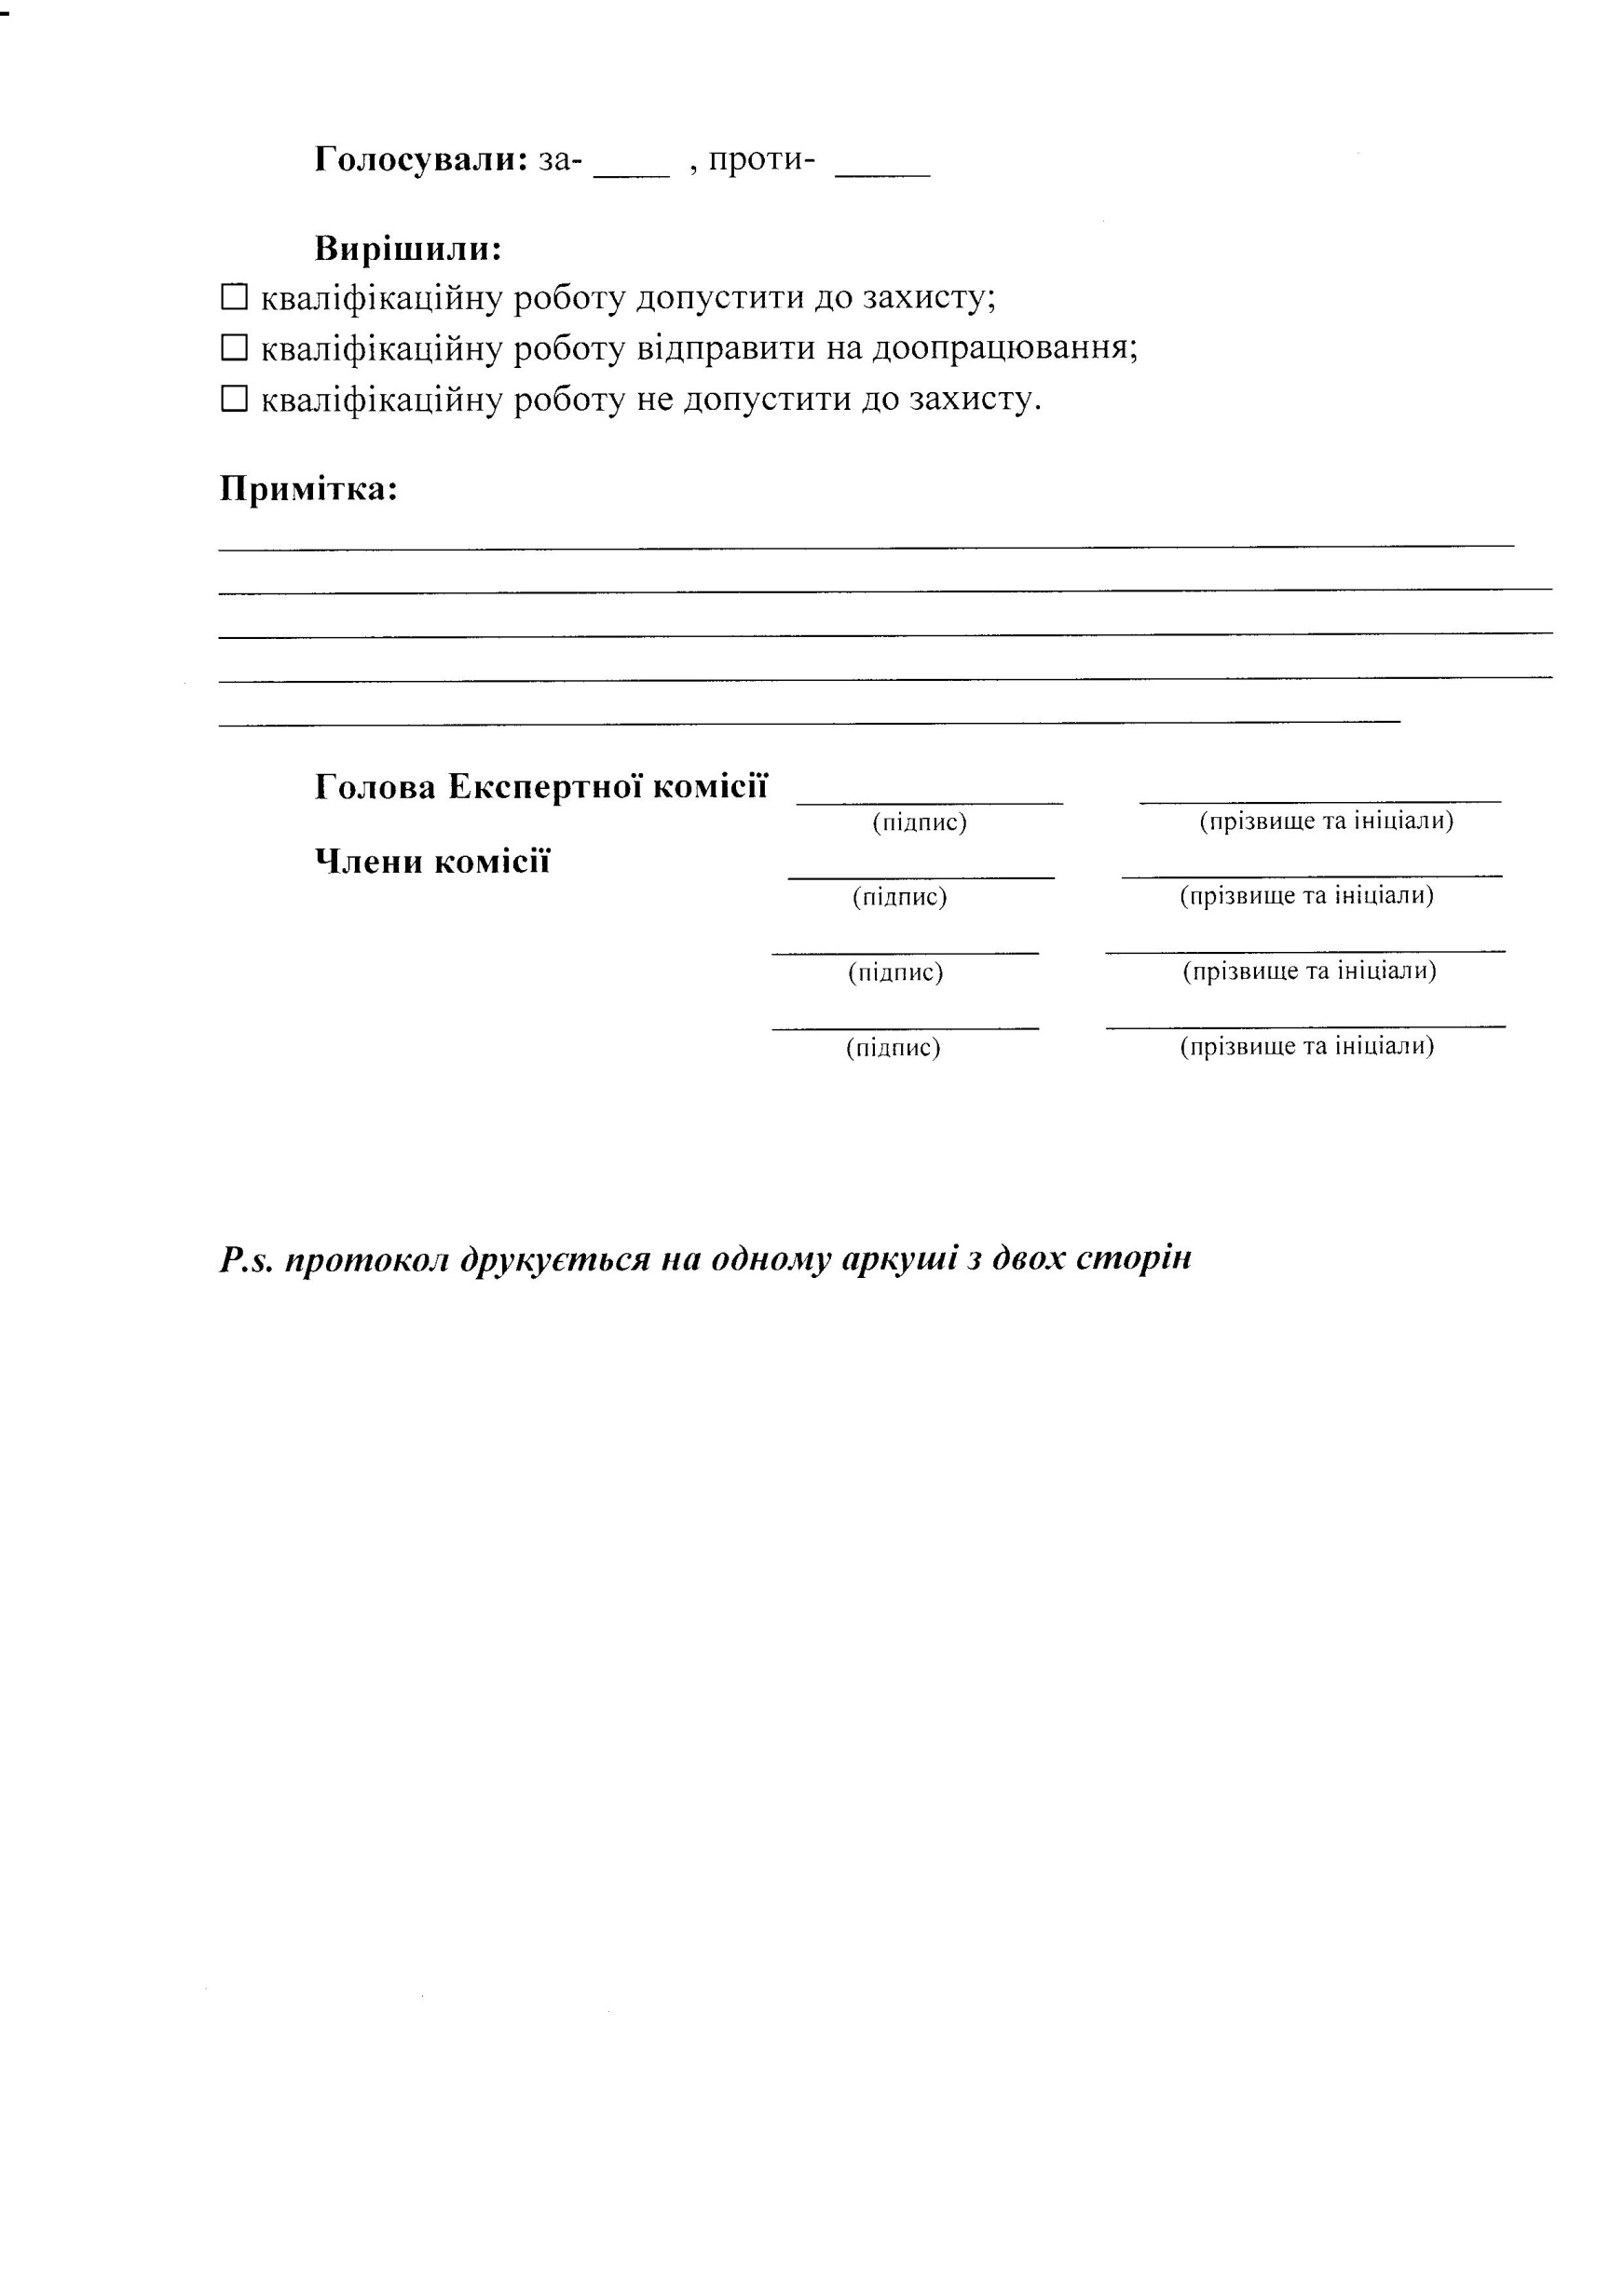 Голосували: за- _____ , проти- _____
Вирішили:
☐ кваліфікаційну роботу допустити до захисту;
☐ кваліфікаційну роботу відправити на доопрацювання;
☐ кваліфікаційну роботу не допустити до захисту.
Примітка:
Голова Експертної комісії
(підпис) (прізвище та ініціали)
Члени комісії
(підпис) (прізвище та ініціали)
(підпис) (прізвище та ініціали)
(підпис) (прізвище та ініціали)
P.s. протокол друкується на одному аркуші з двох сторін